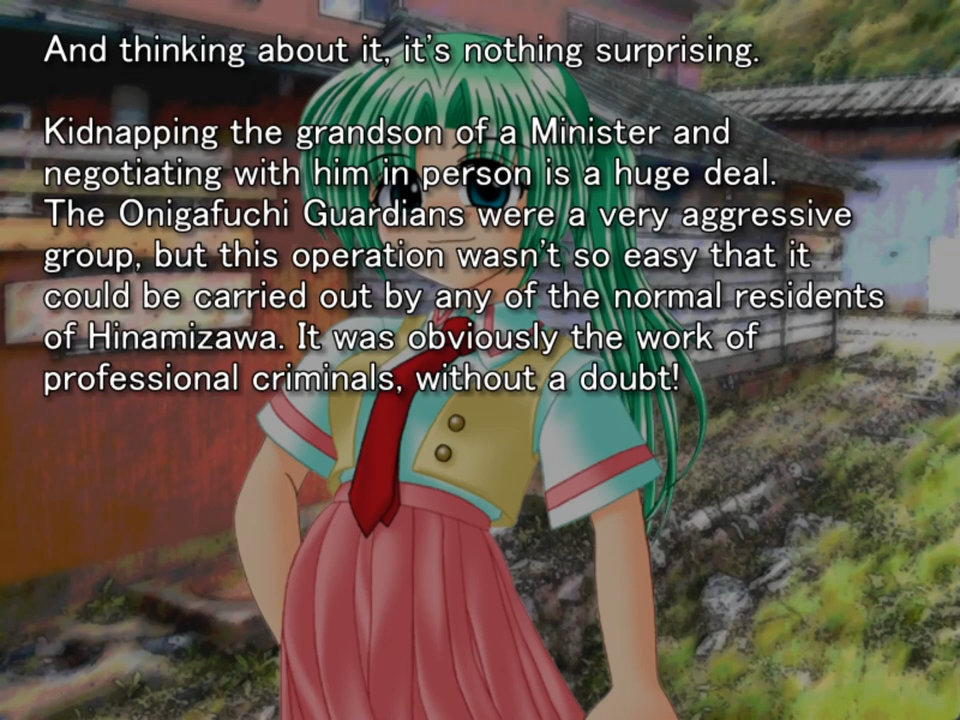 And thinking about it, it's nothing surprising.
Kidnapping the grandson of a Minister and
negotiating with him in person is a huge deal.
The Onigafuchi Guardians were a very aggressive
group, but this operation wasn't so easy that it
could be carried out by any of the normal residents
of Hinamizawa. It was obviously the work of
professional criminals, without a doubt!